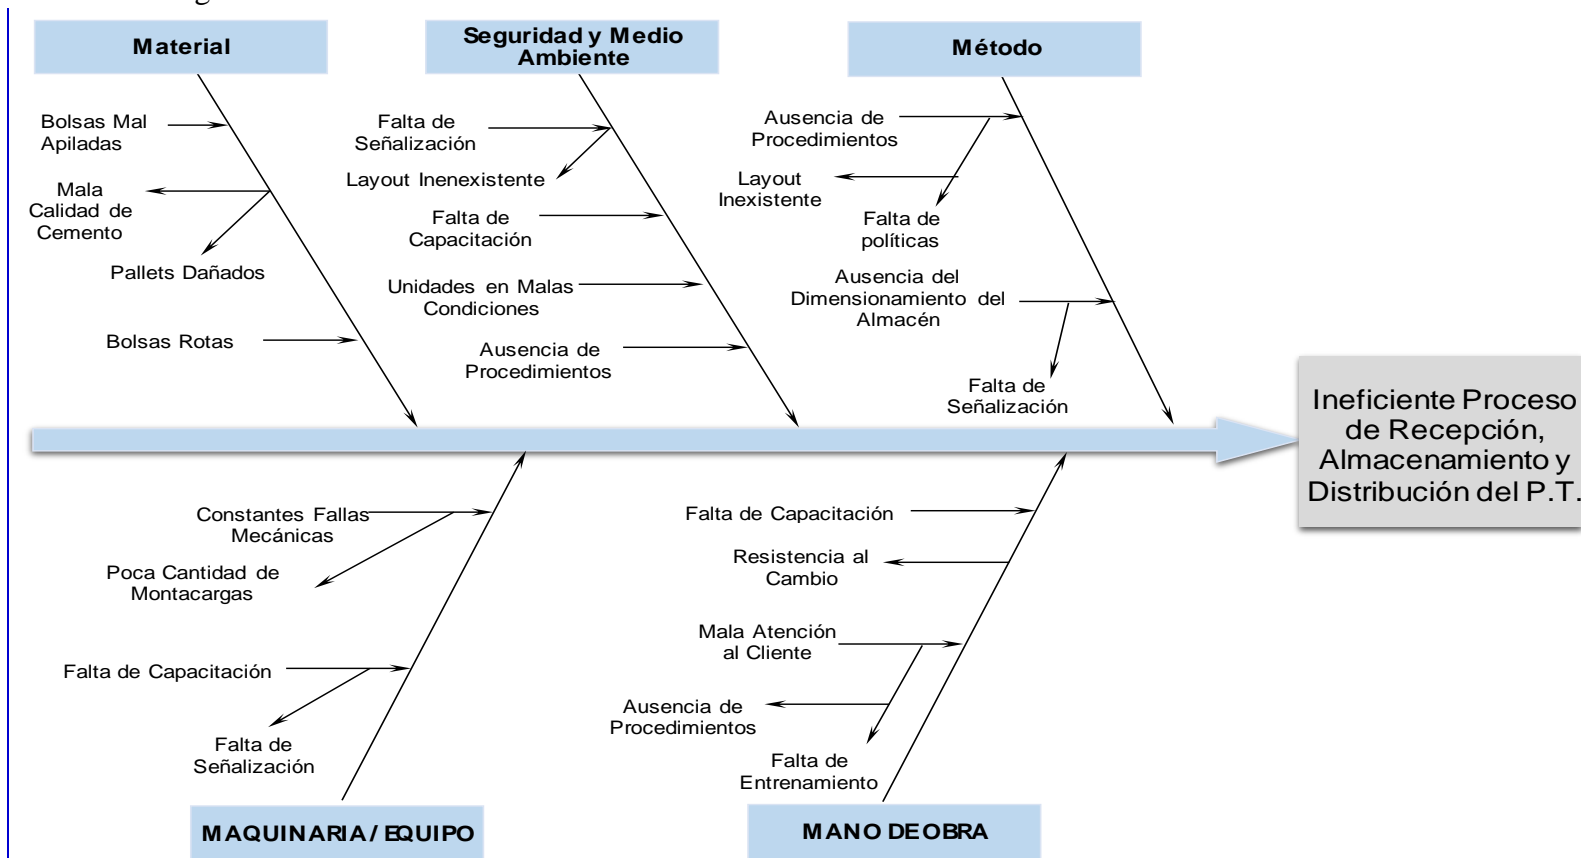 Material
Bolsas Mal
Apiladas
Mala
Calidad de
Cemento
Pallets Dañados
Bolsas Rotas
Seguridad y Medio
Ambiente
Falta de
Señalización
Layout Inenexistente
Falta de
Capacitación
Unidades en Malas
Condiciones
Ausencia de
Procedimientos
Método
Ausencia de
Procedimientos
Layout
Inexistente
Falta de
políticas
Ausencia del
Dimensionamiento del
Almacén
Falta de
Señalización
Ineficiente Proceso
de Recepción,
Almacenamiento y
Distribución del P.T.
Constantes Fallas
Mecánicas
Poca Cantidad de
Montacargas
Falta de Capacitación
Falta de
Señalización
MAQUINARIA / EQUIPO
Falta de Capacitación
Resistencia al
Cambio
Mala Atención
al Cliente
Ausencia de
Procedimientos
Falta de
Entrenamiento
MANO DE OBRA